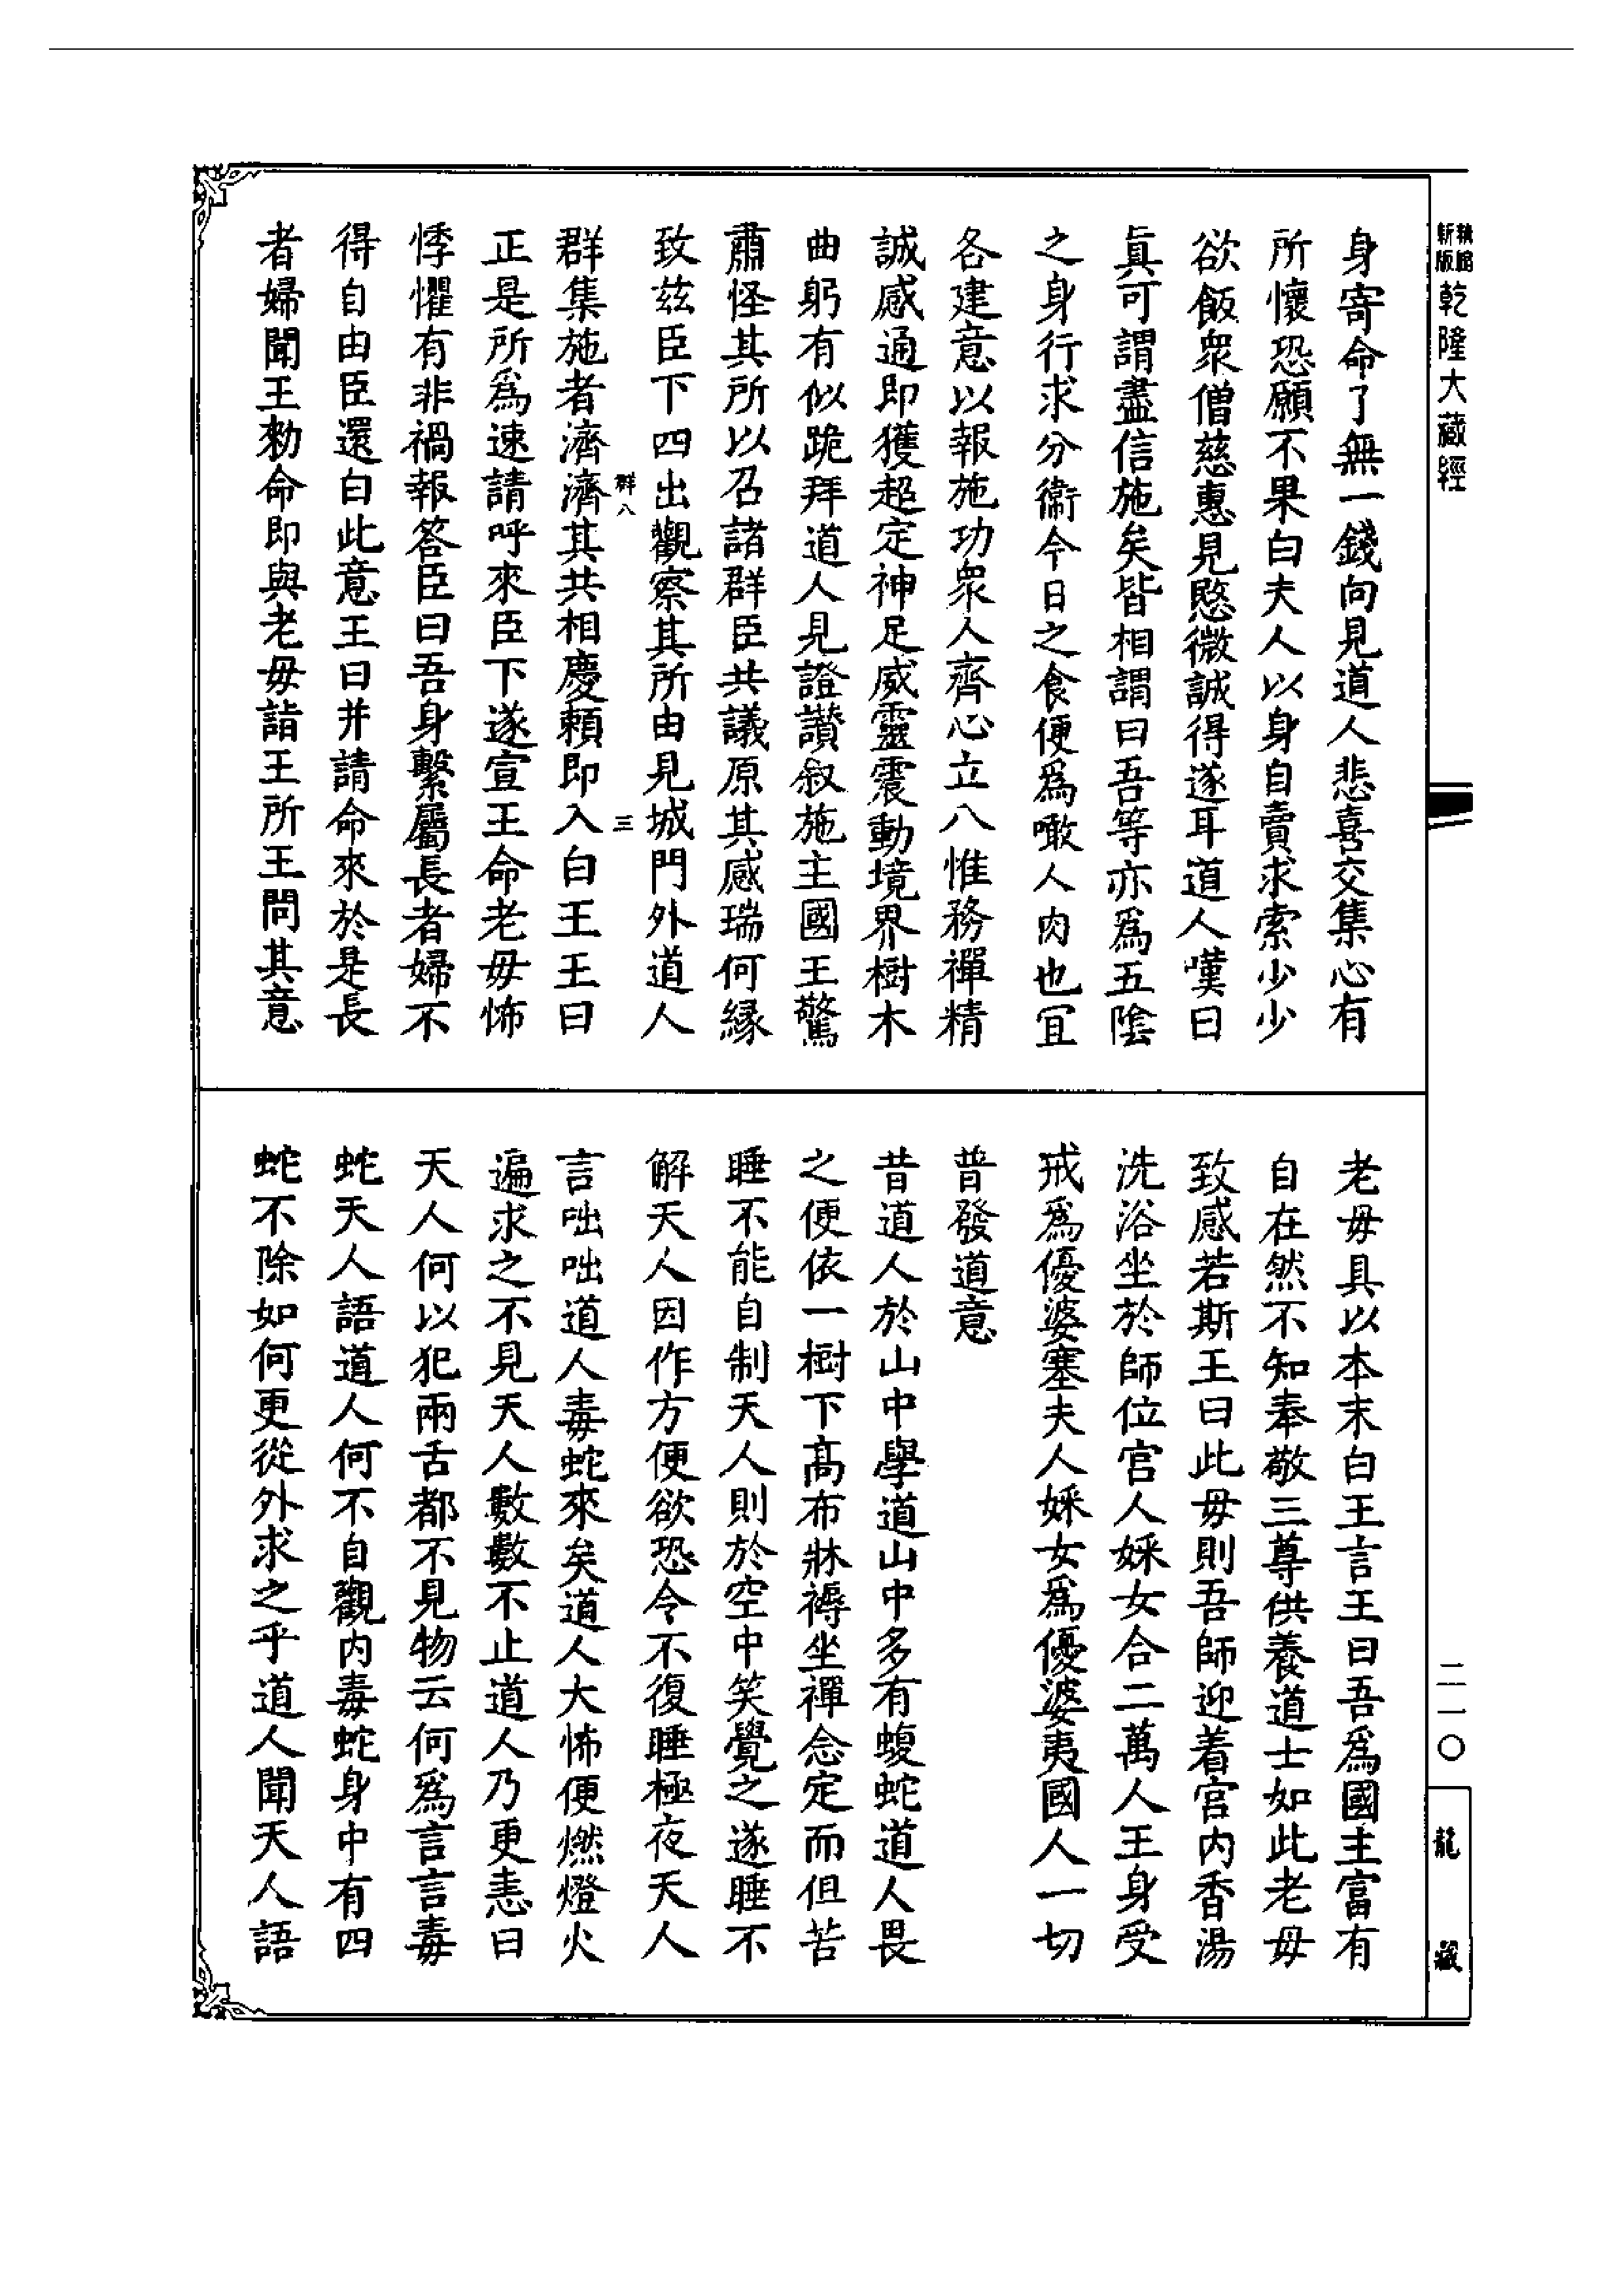 新版
乾隆大藏經
身寄命了無一錢向見道人悲喜交集心有
所懷恐願不果白夫人以身自賣求索少少
欲飯衆僧慈惠見愍微誠得遂耳道人嘆曰
真可謂盡信施矣皆相謂曰吾等亦爲五陰
之身行求分衞今日之食便爲噉人肉也宜
各建意以報施功衆人齊心立八惟務禪精
誠感通即獲超定神足威靈震動境界樹木
曲躬有似跪拜道人見證讃叙施主國王驚
肅怪其所以召諸群臣共議原其感瑞何縁
致兹臣下四出觀察其所由見城門外道人
群八
三
群集施者濟濟其共相慶賴即入白王王曰
正是所爲速請呼來臣下遂宣王命老毋怖
悸懼有非禍報答臣曰吾身繫屬長者婦不
得自由臣還白此意王曰并請命來於是長
者婦聞王勑命即與老毋詣王所王問其意
老毋具以本末白王言王曰吾爲國主富有
自在然不知奉敬三尊供養道士如此老毋
致感若斯王曰此毋則吾師迎着宮内香湯
洗浴坐於師位宮人婇女合二萬人王身受
戒爲優婆塞夫人婇女爲優婆夷國人一切
普發道意
昔道人於山中學道山中多有蝮蛇道人畏
之便依一樹下髙布牀褥坐禪念定而但苦
睡不能自制天人則於空中笑覺之遂睡不
解天人因作方便欲恐令不復睡極夜天人
言咄咄道人毒蛇來矣道人大怖便燃燈火
遍求之不見天人數數不止道人乃更恚曰
天人何以犯兩舌都不見物云何爲言言毒
蛇天人語道人何不自觀内毒蛇身中有四
蛇不除如何更從外求之乎道人聞天人語
二一〇
龍藏